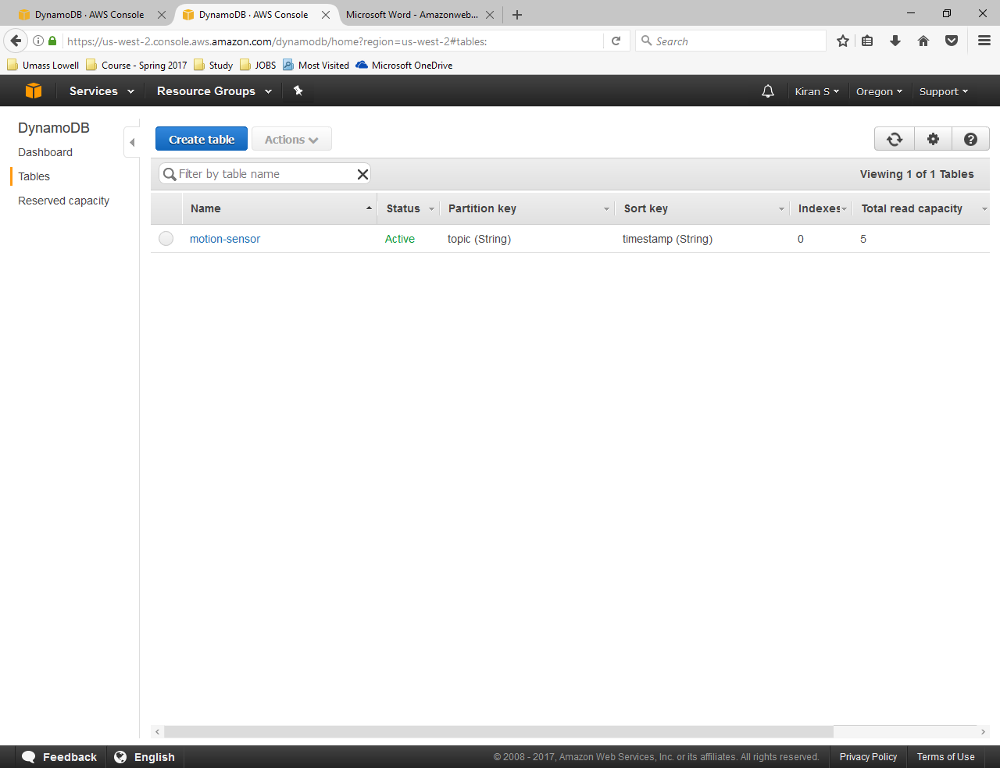 DynamoDB · AWS Console
DynamoDB · AWS Console
Microsoft Word - Amazonweb...
https://us-west-2.console.aws.amazon.com/dynamodb/home?region=us-west-2#tables:
Search
Umass Lowell
Course - Spring 2017
Study
JOBS
Most Visited
Microsoft OneDrive
Services
Resource Groups
Kiran S
Oregon
Support
DynamoDB
Dashboard
Tables
Reserved capacity
Create table
Actions
Filter by table name
Viewing 1 of 1 Tables
Name
Status
Partition key
Sort key
Indexes
Total read capacity
motion-sensor
Active
topic (String)
timestamp (String)
0
5
Feedback
English
© 2008 - 2017, Amazon Web Services, Inc. or its affiliates. All rights reserved.
Privacy Policy
Terms of Use